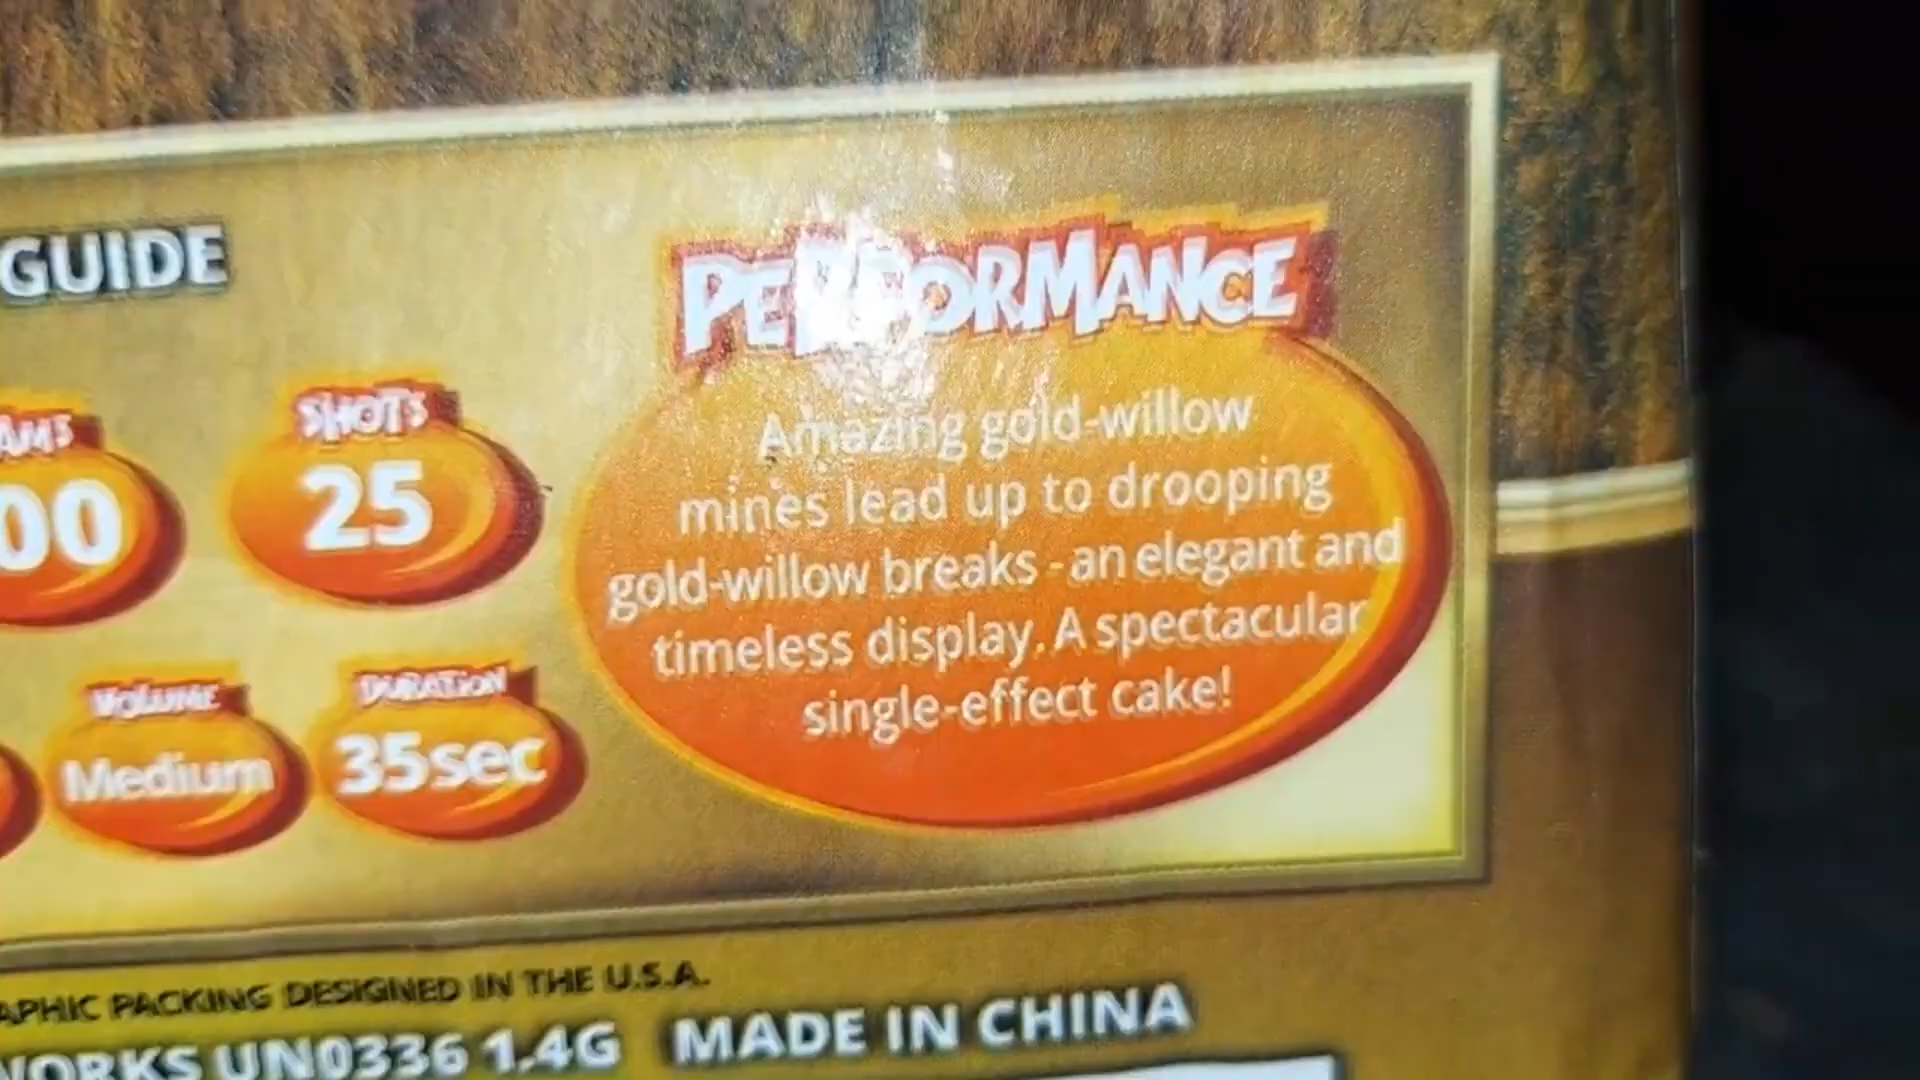 GUIDE
PERFORMANCE
SHOTS
25
00
Amazing gold-willow
mines lead up to drooping
gold-willow breaks - an elegant and
timeless display. A spectacular
single-effect cake!
VOLUME
Medium
DURATION
35sec
PACKING DESIGNED IN THE U.S.A.
UN0336 1.4G MADE IN CHINA